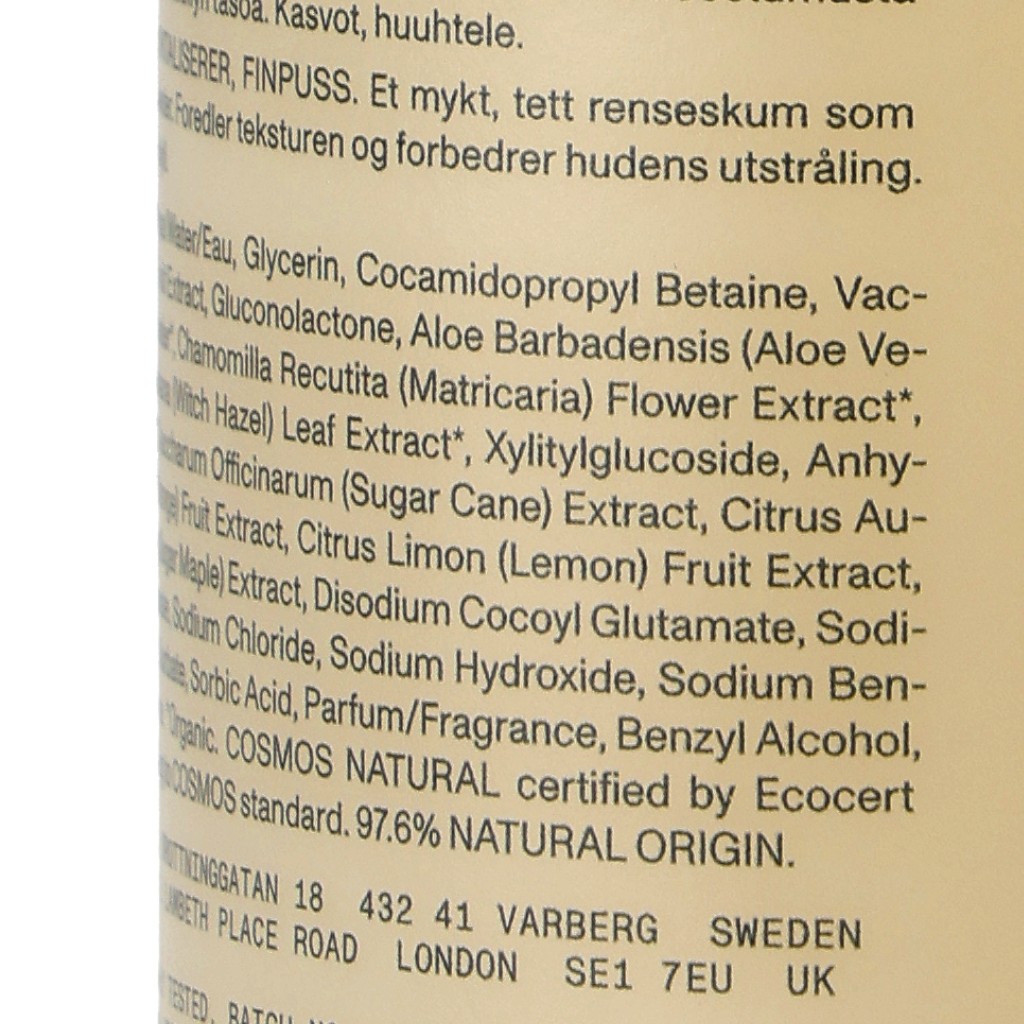 Kasvot, huuhtele.
FINPUSS. Et mykt, tett renseskum som
Foredler teksturen og forbedrer hudens utstråling.
Water/Eau, Glycerin, Cocamidopropyl Betaine, Vac-
Extract, Gluconolactone, Aloe Barbadensis (Aloe Ve-
Chamomilla Recutita (Matricaria) Flower Extract*,
(Witch Hazel) Leaf Extract*, Xylitylglucoside, Anhy-
Officinarum (Sugar Cane) Extract, Citrus Au-
Fruit Extract, Citrus Limon (Lemon) Fruit Extract,
Maple) Extract, Disodium Cocoyl Glutamate, Sodi-
Sodium Chloride, Sodium Hydroxide, Sodium Ben-
Sorbic Acid, Parfum/Fragrance, Benzyl Alcohol,
*Organic. COSMOS NATURAL certified by Ecocert
COSMOS standard. 97.6% NATURAL ORIGIN.
18 432 41 VARBERG SWEDEN
PLACE ROAD LONDON SE1 7EU UK
TESTED, BATCH